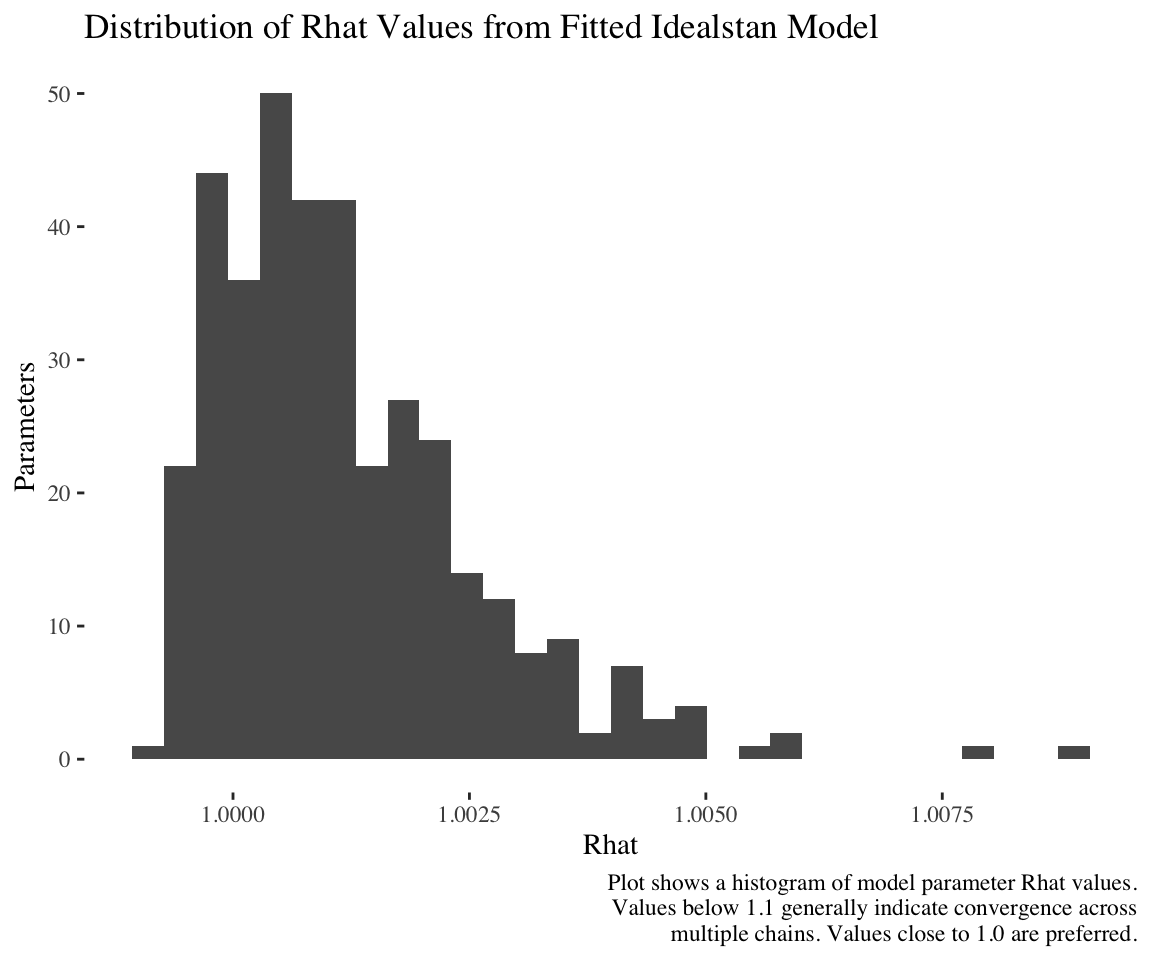 Distribution of Rhat Values from Fitted Idealstan Model
50
40
30
20
10
0
Parameters
1.0000 1.0025 1.0050 1.0075
Rhat
Plot shows a histogram of model parameter Rhat values.
Values below 1.1 generally indicate convergence across
multiple chains. Values close to 1.0 are preferred.